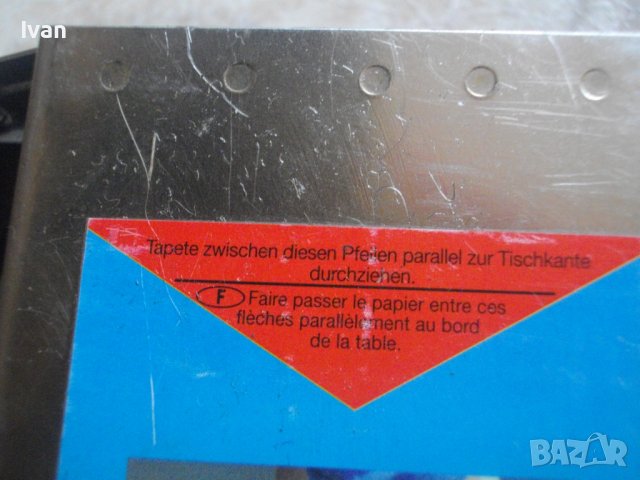 Ivan
Tapete zwischen diesen Pfeilen parallel zur Tischkante
durchziehen.
F Faire passer le papier entre ces
flèches parallèlement au bord
de la table.
BAZAR